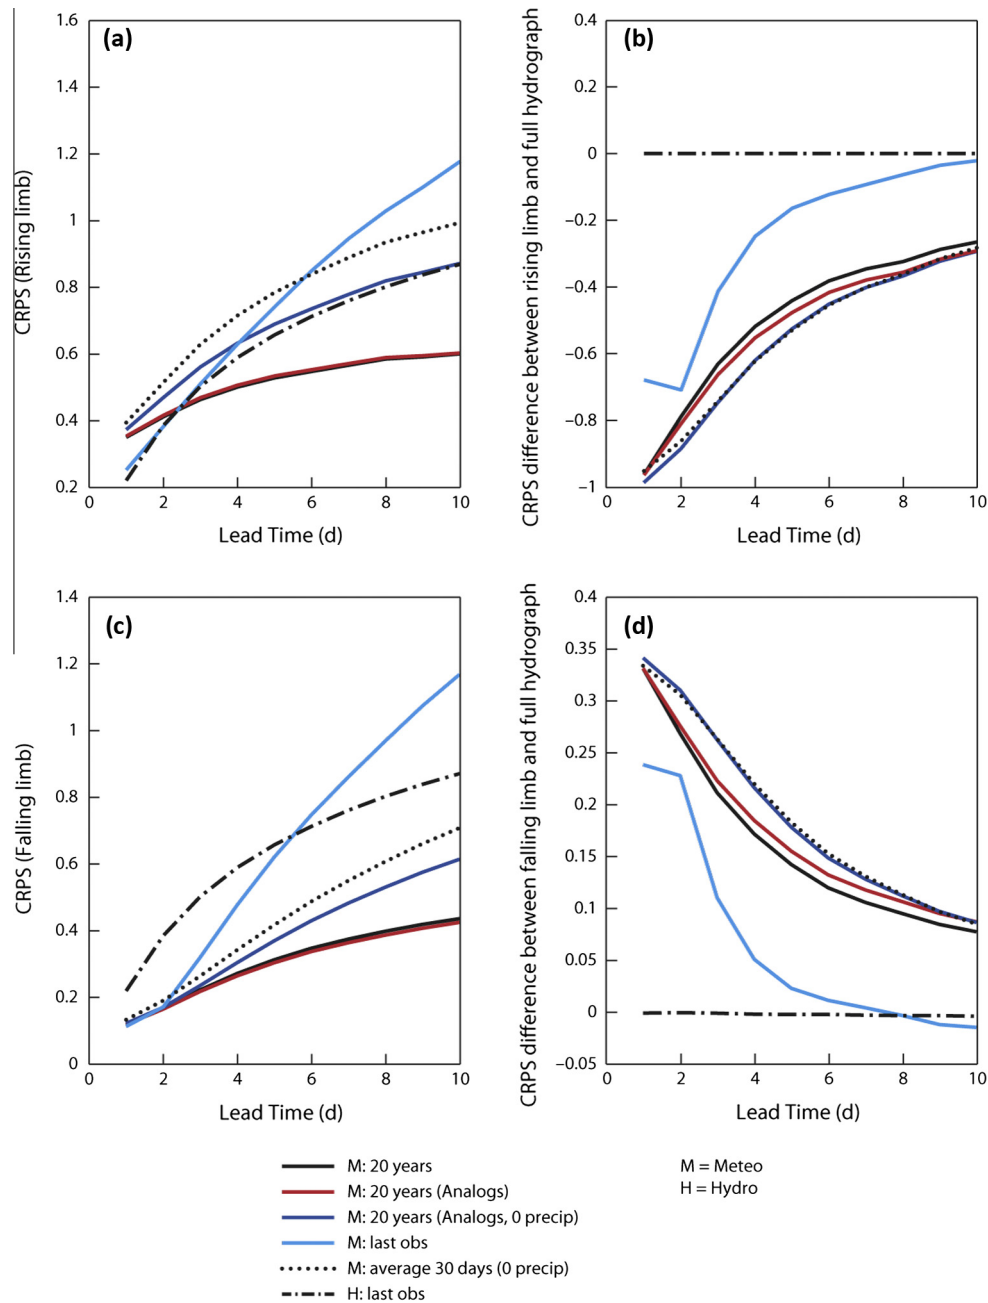 (a)
CRPS (Rising limb)
1.6
1.4
1.2
1
0.8
0.6
0.4
0.2
0
2
4
6
8
10
Lead Time (d)
(b)
CRPS difference between rising limb and full hydrograph
0.4
0.2
0
−0.2
−0.4
−0.6
−0.8
−1
0
2
4
6
8
10
Lead Time (d)
(c)
CRPS (Falling limb)
1.4
1.2
1
0.8
0.6
0.4
0.2
0
0
2
4
6
8
10
Lead Time (d)
(d)
CRPS difference between falling limb and full hydrograph
0.4
0.35
0.3
0.25
0.2
0.15
0.1
0.05
0
−0.05
0
2
4
6
8
10
Lead Time (d)
M: 20 years
M: 20 years (Analogs)
M: 20 years (Analogs, 0 precip)
M: last obs
M: average 30 days (0 precip)
H: last obs
M = Meteo
H = Hydro